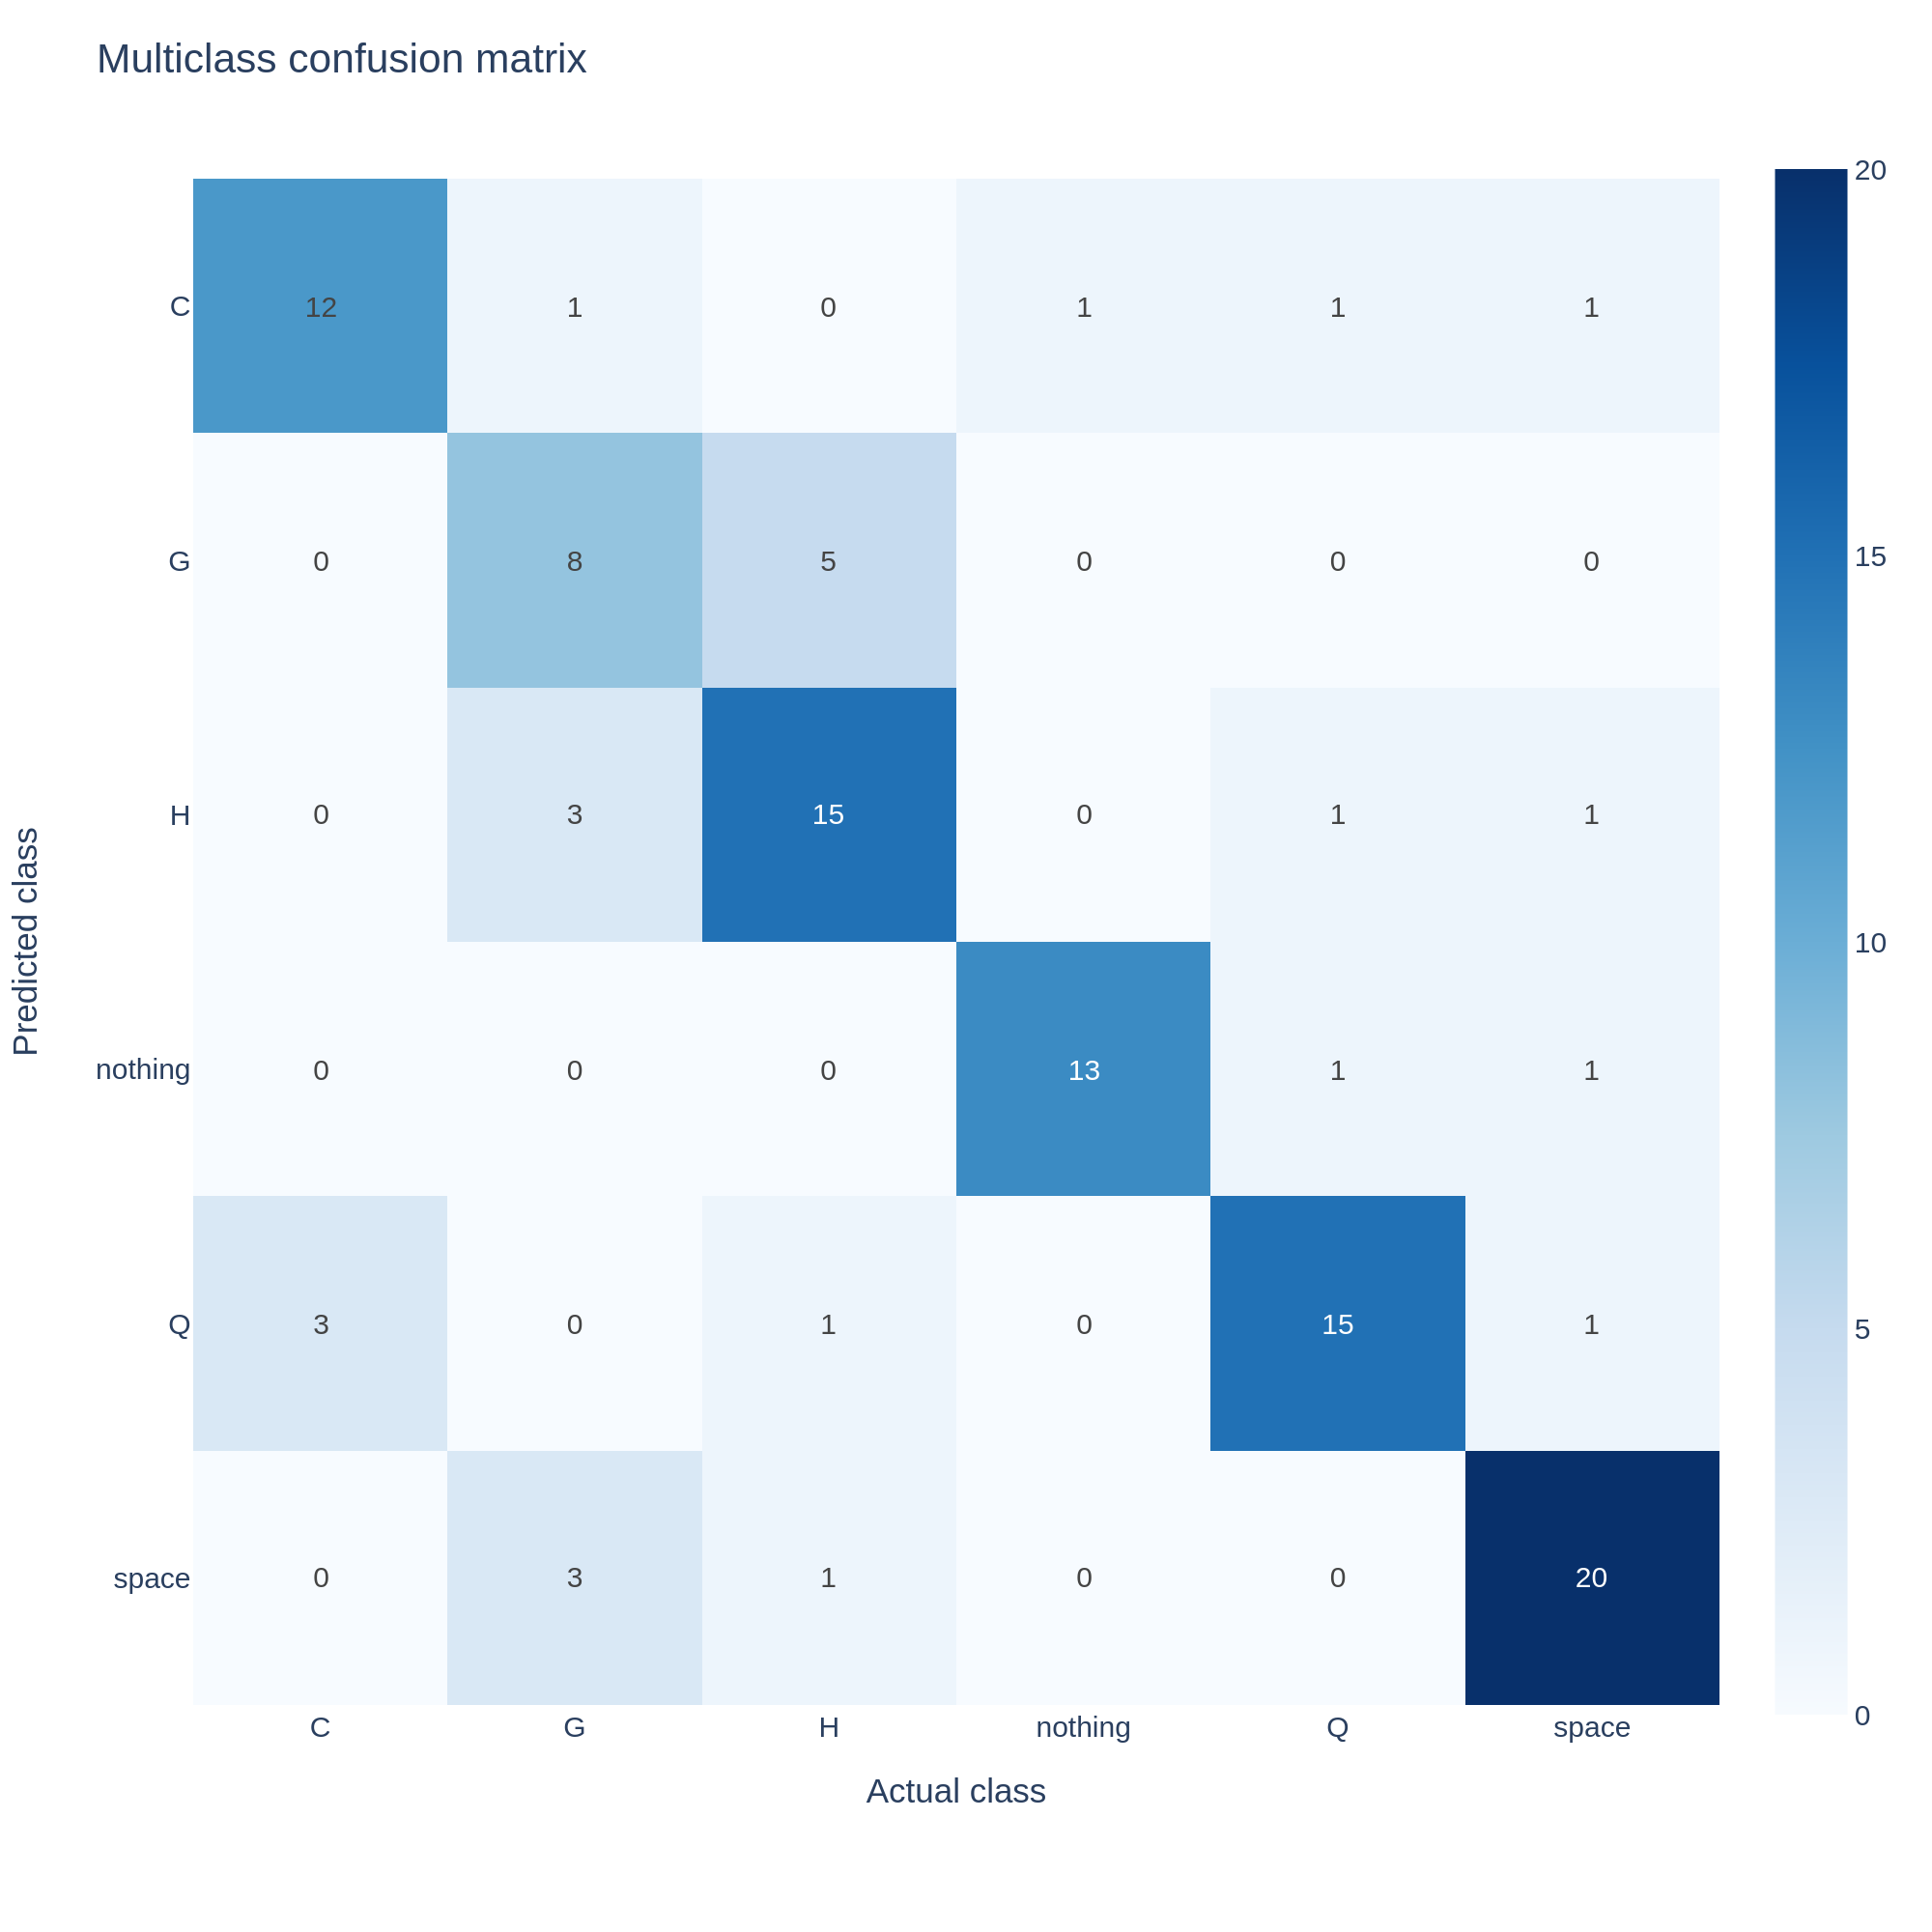 Multiclass confusion matrix
20
C 12 1 0 1 1 1
15
G 0 8 5 0 0 0
H 0 3 15 0 1 1
10
Predicted class
nothing 0 0 0 13 1 1
5
Q 3 0 1 0 15 1
space 0 3 1 0 0 20
0
C G H nothing Q space
Actual class